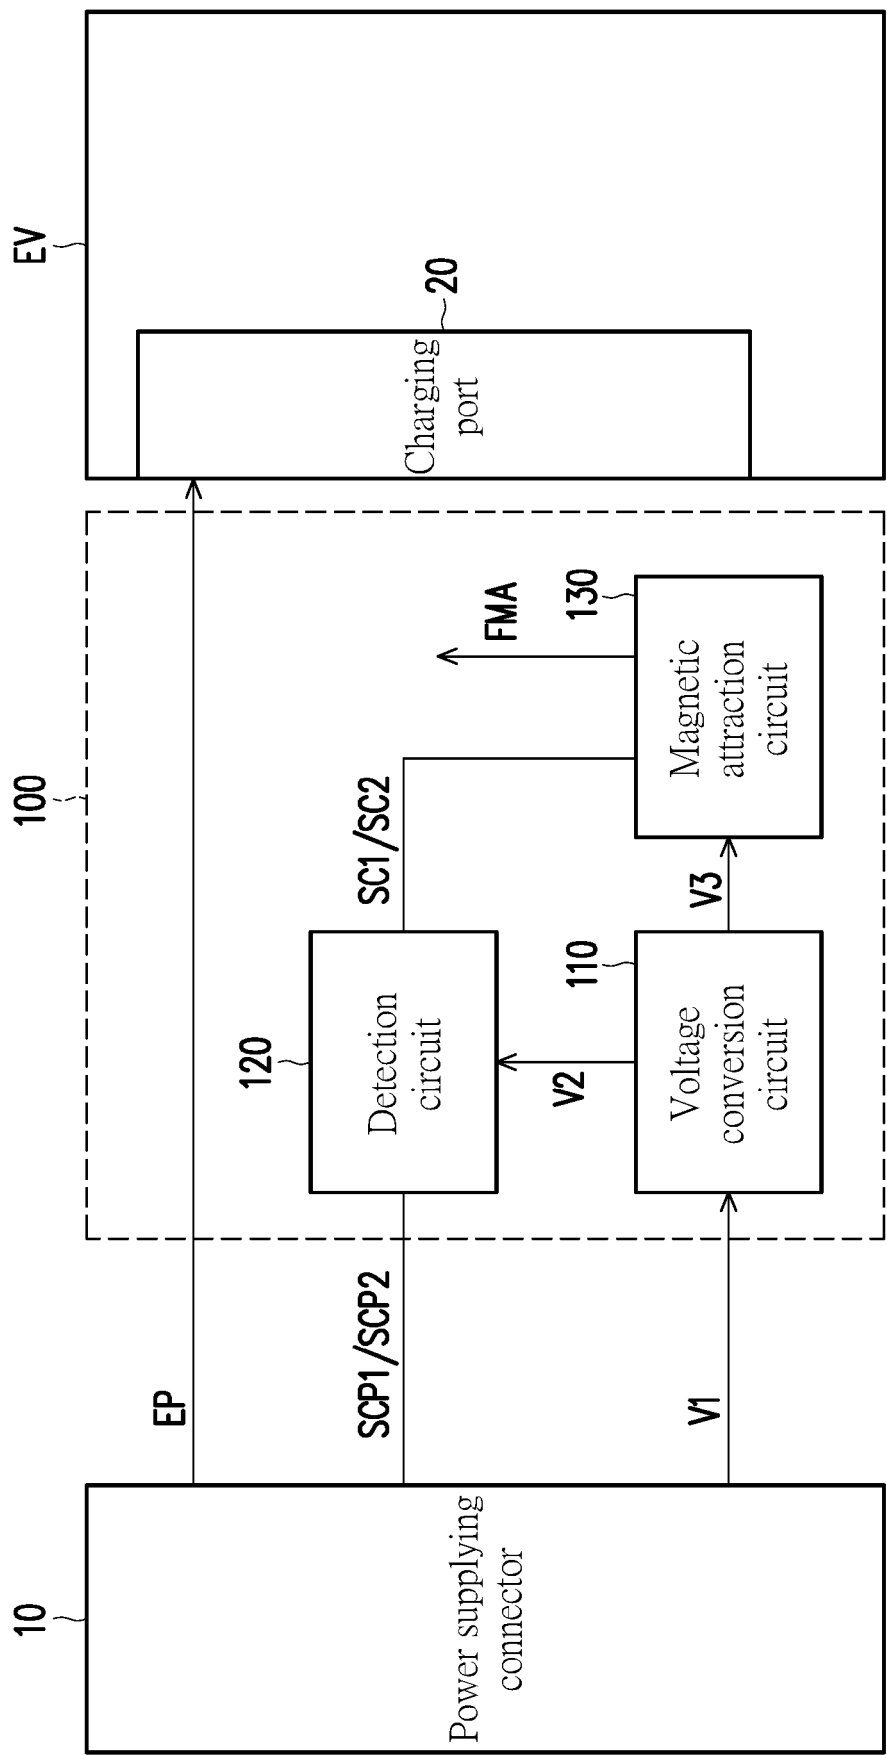 10
Power supplying
connector
EP
SCP1/SCP2
V1
100
120
Detection
circuit
V2
110
Voltage
conversion
circuit
SC1/SC2
V3
FMA
130
Magnetic
attraction
circuit
EV
20
Charging
port